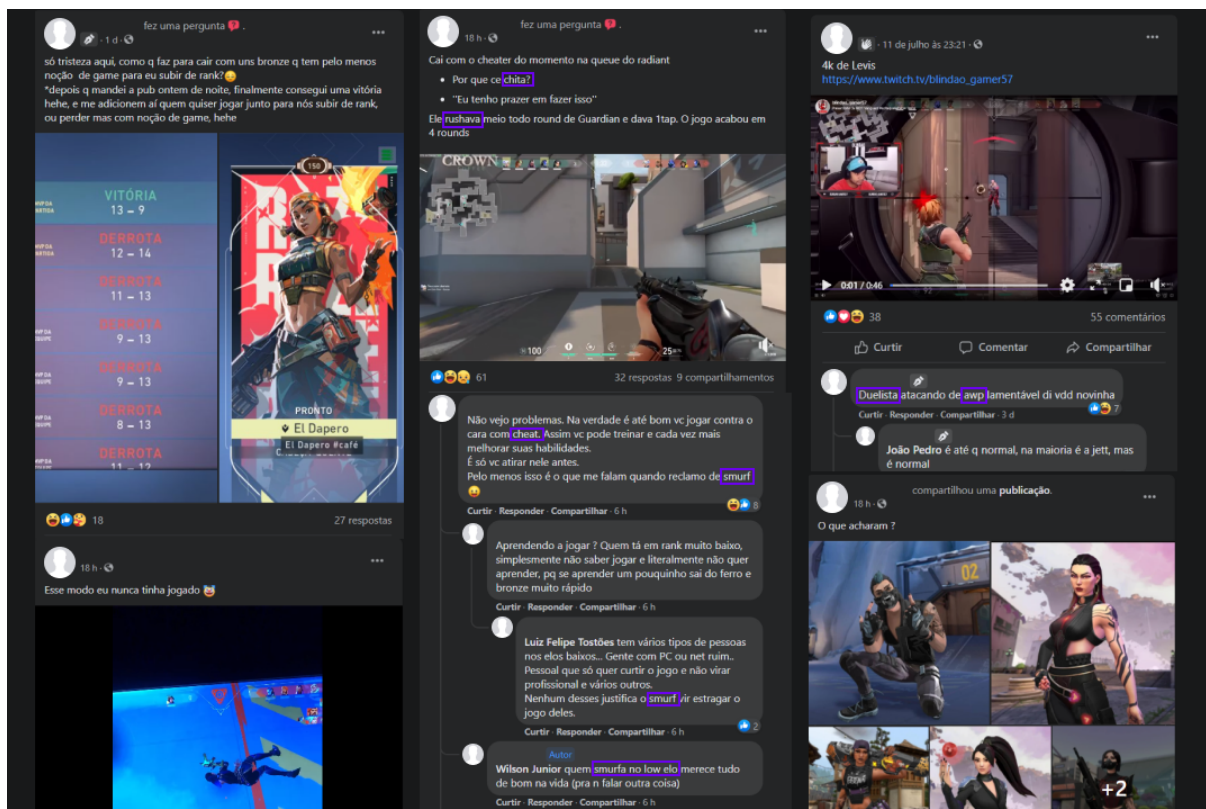 fez uma pergunta
· 1 d ·
só tristeza aqui, como q faz para cair com uns bronze q tem pelo menos
noção de game para eu subir de rank?😔
*depois q mandei a pub ontem de noite, finalmente consegui uma vitória
hehe, e me adicionem aí quem quiser jogar junto para nós subir de rank,
ou perder mas com noção de game, hehe
VITÓRIA
13 – 9
DERROTA
12 – 14
DERROTA
11 – 13
DERROTA
9 – 13
DERROTA
9 – 13
DERROTA
8 – 13
DERROTA
11 – 12
150
PRONTO
El Dapero
El Dapero #café
18
27 respostas
18 h ·
Esse modo eu nunca tinha jogado
fez uma pergunta
18 h ·
Caí com o cheater do momento na queue do radiant
• Por que ce chita?
• "Eu tenho prazer em fazer isso"
Ele rushava meio todo round de Guardian e dava 1tap. O jogo acabou em
4 rounds
CROWN
100
25
61
32 respostas 9 compartilhamentos
Não vejo problemas. Na verdade é até bom vc jogar contra o
cara com cheat. Assim vc pode treinar e cada vez mais
melhorar suas habilidades.
É só vc atirar nele antes.
Pelo menos isso é o que me falam quando reclamo de smurf
8
Curtir · Responder · Compartilhar · 6 h
Aprendendo a jogar ? Quem tá em rank muito baixo,
simplesmente não saber jogar e literalmente não quer
aprender, pq se aprender um pouquinho sai do ferro e
bronze muito rápido
Curtir · Responder · Compartilhar · 6 h
Luiz Felipe Tostões tem vários tipos de pessoas
nos elos baixos... Gente com PC ou net ruim..
Pessoal que só quer curtir o jogo e não virar
profissional e vários outros.
Nenhum desses justifica o smurf vir estragar o
jogo deles.
2
Curtir · Responder · Compartilhar · 6 h
Autor
Wilson Junior quem smurfa no low elo merece tudo
de bom na vida (pra n falar outra coisa)
Curtir · Responder · Compartilhar · 6 h
· 11 de julho às 23:21 ·
4k de Levis
https://www.twitch.tv/blindao_gamer57
0:01 / 0:46
38
55 comentários
Curtir
Comentar
Compartilhar
Duelista atacando de awp lamentável di vdd novinha
Curtir · Responder · Compartilhar · 3 d
7
João Pedro é até q normal, na maioria é a jett, mas
é normal
compartilhou uma publicação.
18 h ·
O que acharam ?
02
+2